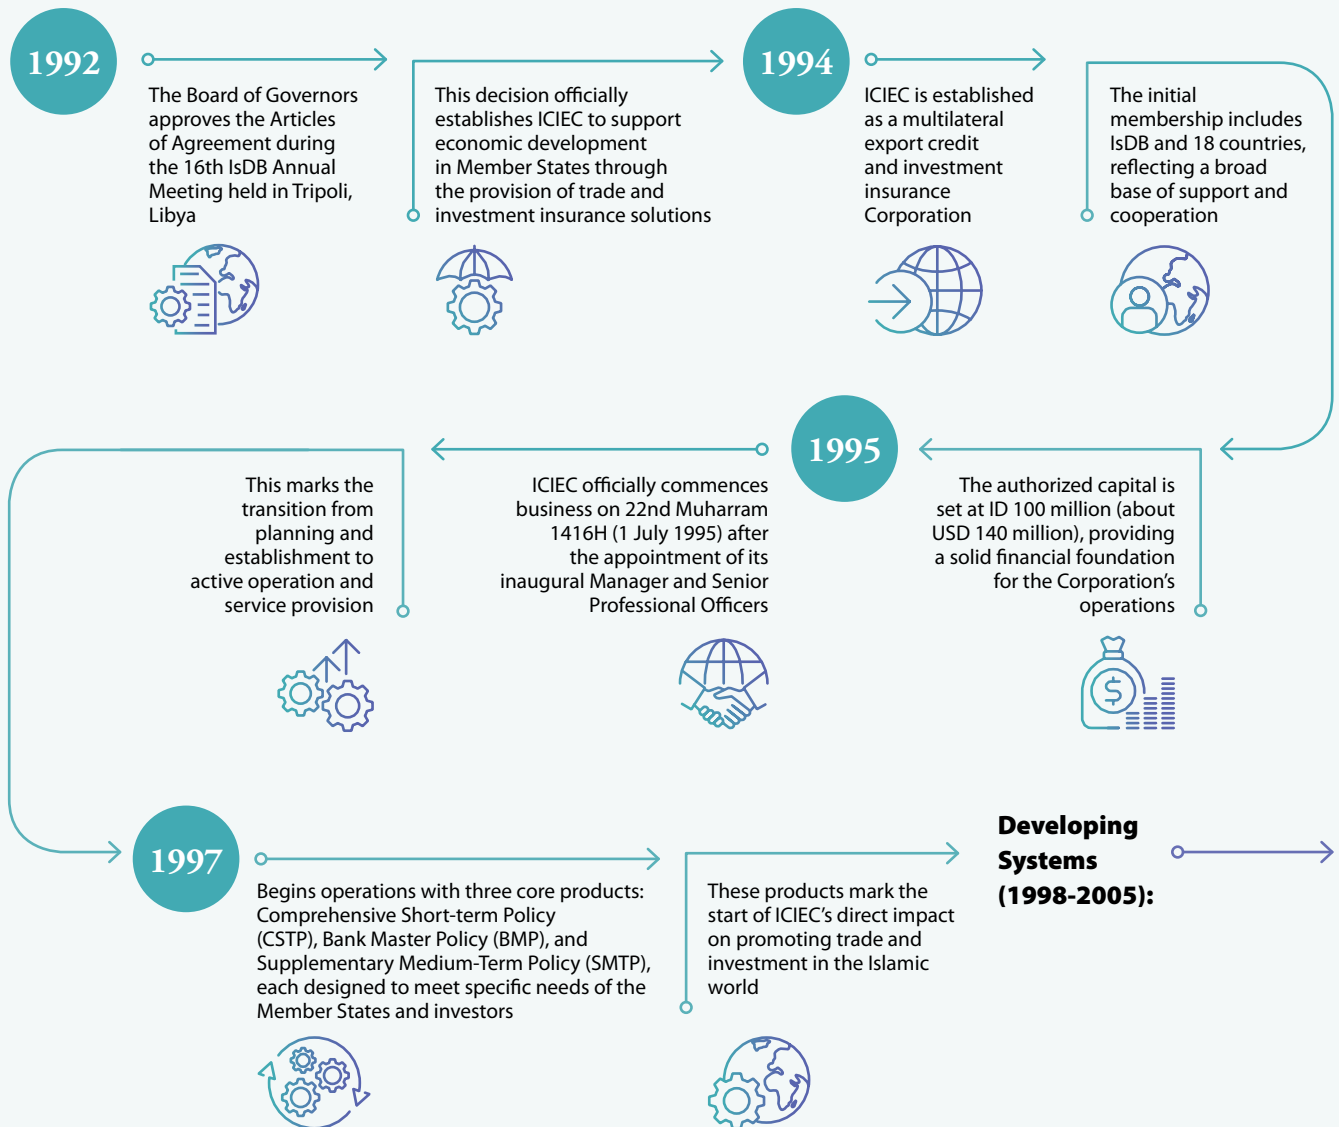 1992
The Board of Governors
approves the Articles
of Agreement during
the 16th IsDB Annual
Meeting held in Tripoli,
Libya
This decision officially
establishes ICIEC to support
economic development
in Member States through
the provision of trade and
investment insurance solutions
1994
ICIEC is established
as a multilateral
export credit
and investment
insurance
Corporation
The initial
membership includes
IsDB and 18 countries,
reflecting a broad
base of support and
cooperation
The authorized capital is
set at ID 100 million (about
USD 140 million), providing
a solid financial foundation
for the Corporation's
operations
$
1995
ICIEC officially commences
business on 22nd Muharram
1416H (1 July 1995) after
the appointment of its
inaugural Manager and Senior
Professional Officers
This marks the
transition from
planning and
establishment to
active operation and
service provision
1997
Begins operations with three core products:
Comprehensive Short-term Policy
(CSTP), Bank Master Policy (BMP), and
Supplementary Medium-Term Policy (SMTP),
each designed to meet specific needs of the
Member States and investors
These products mark the
start of ICIEC's direct impact
on promoting trade and
investment in the Islamic
world
Developing
Systems
(1998-2005):